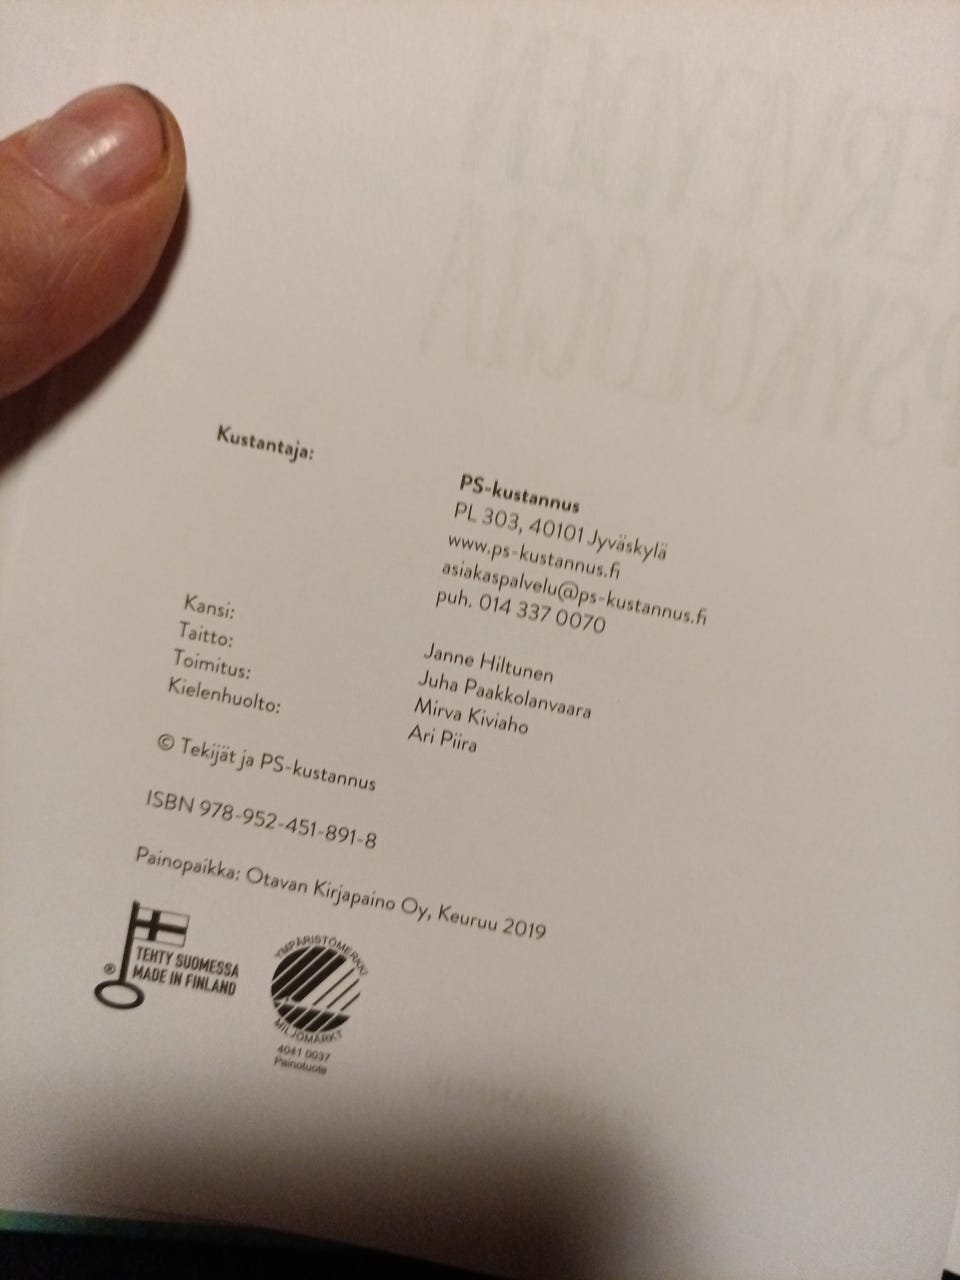 Kustantaja:
PS-kustannus
PL 303, 40101 Jyväskylä
www.ps-kustannus.fi
asiakaspalvelu@ps-kustannus.fi
puh. 014 337 0070
Kansi: Janne Hiltunen
Taitto: Juha Paakkolanvaara
Toimitus: Mirva Kiviaho
Kielenhuolto: Ari Piira
© Tekijät ja PS-kustannus
ISBN 978-952-451-891-8
Painopaikka: Otavan Kirjapaino Oy, Keuruu 2019
®
TEHTY SUOMESSA
MADE IN FINLAND
YMPÄRISTÖMERKKI
MILJÖMÄRKT
4041 0037
Painotuote